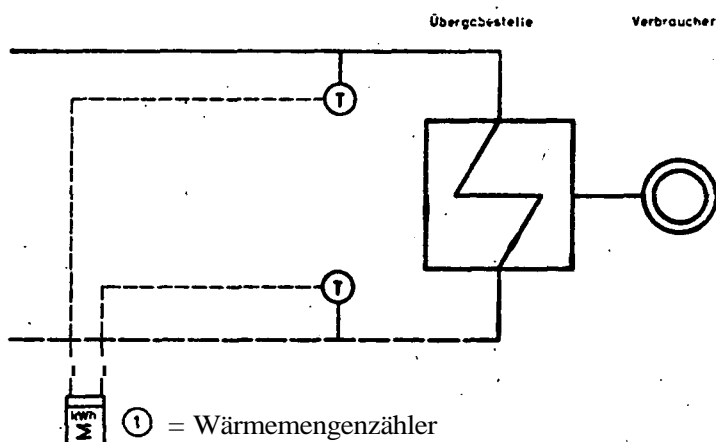 Übergabestelle Verbraucher
T
T
kWh
M
1 = Wärmemengenzähler